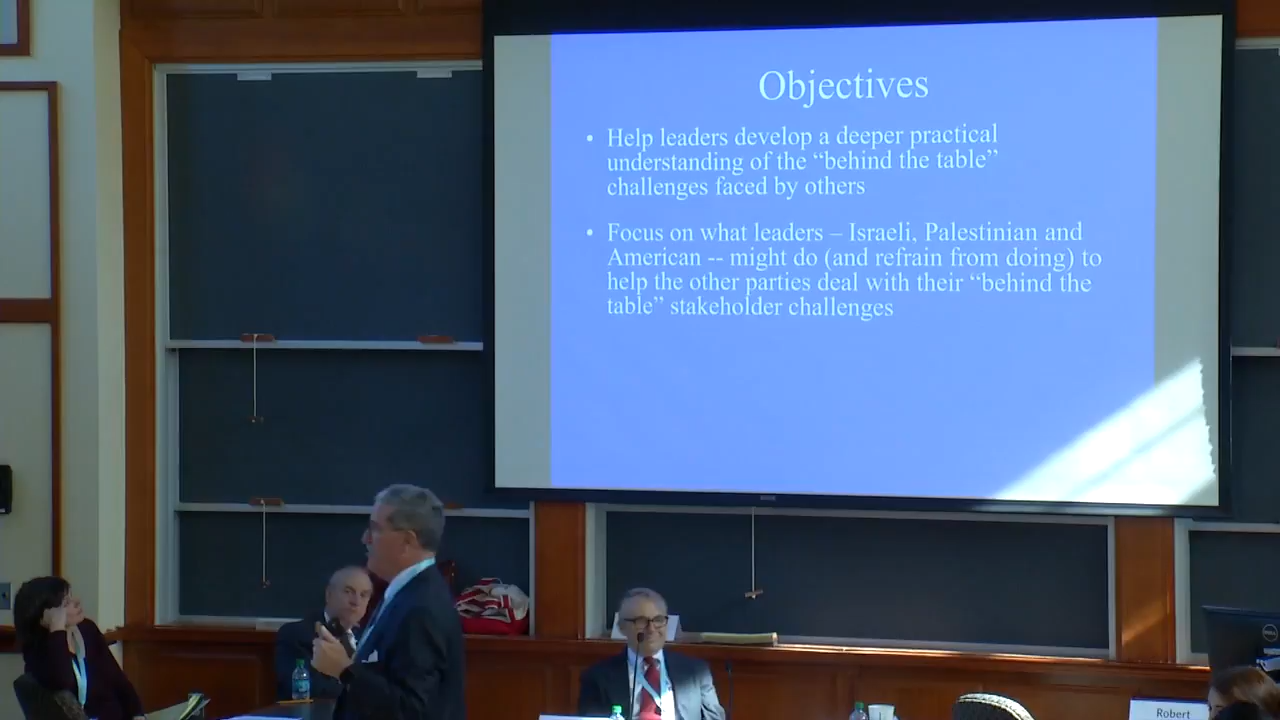 Objectives
• Help leaders develop a deeper practical
understanding of the “behind the table”
challenges faced by others
• Focus on what leaders – Israeli, Palestinian and
American -- might do (and refrain from doing) to
help the other parties deal with their “behind the
table” stakeholder challenges
DELL
Robert